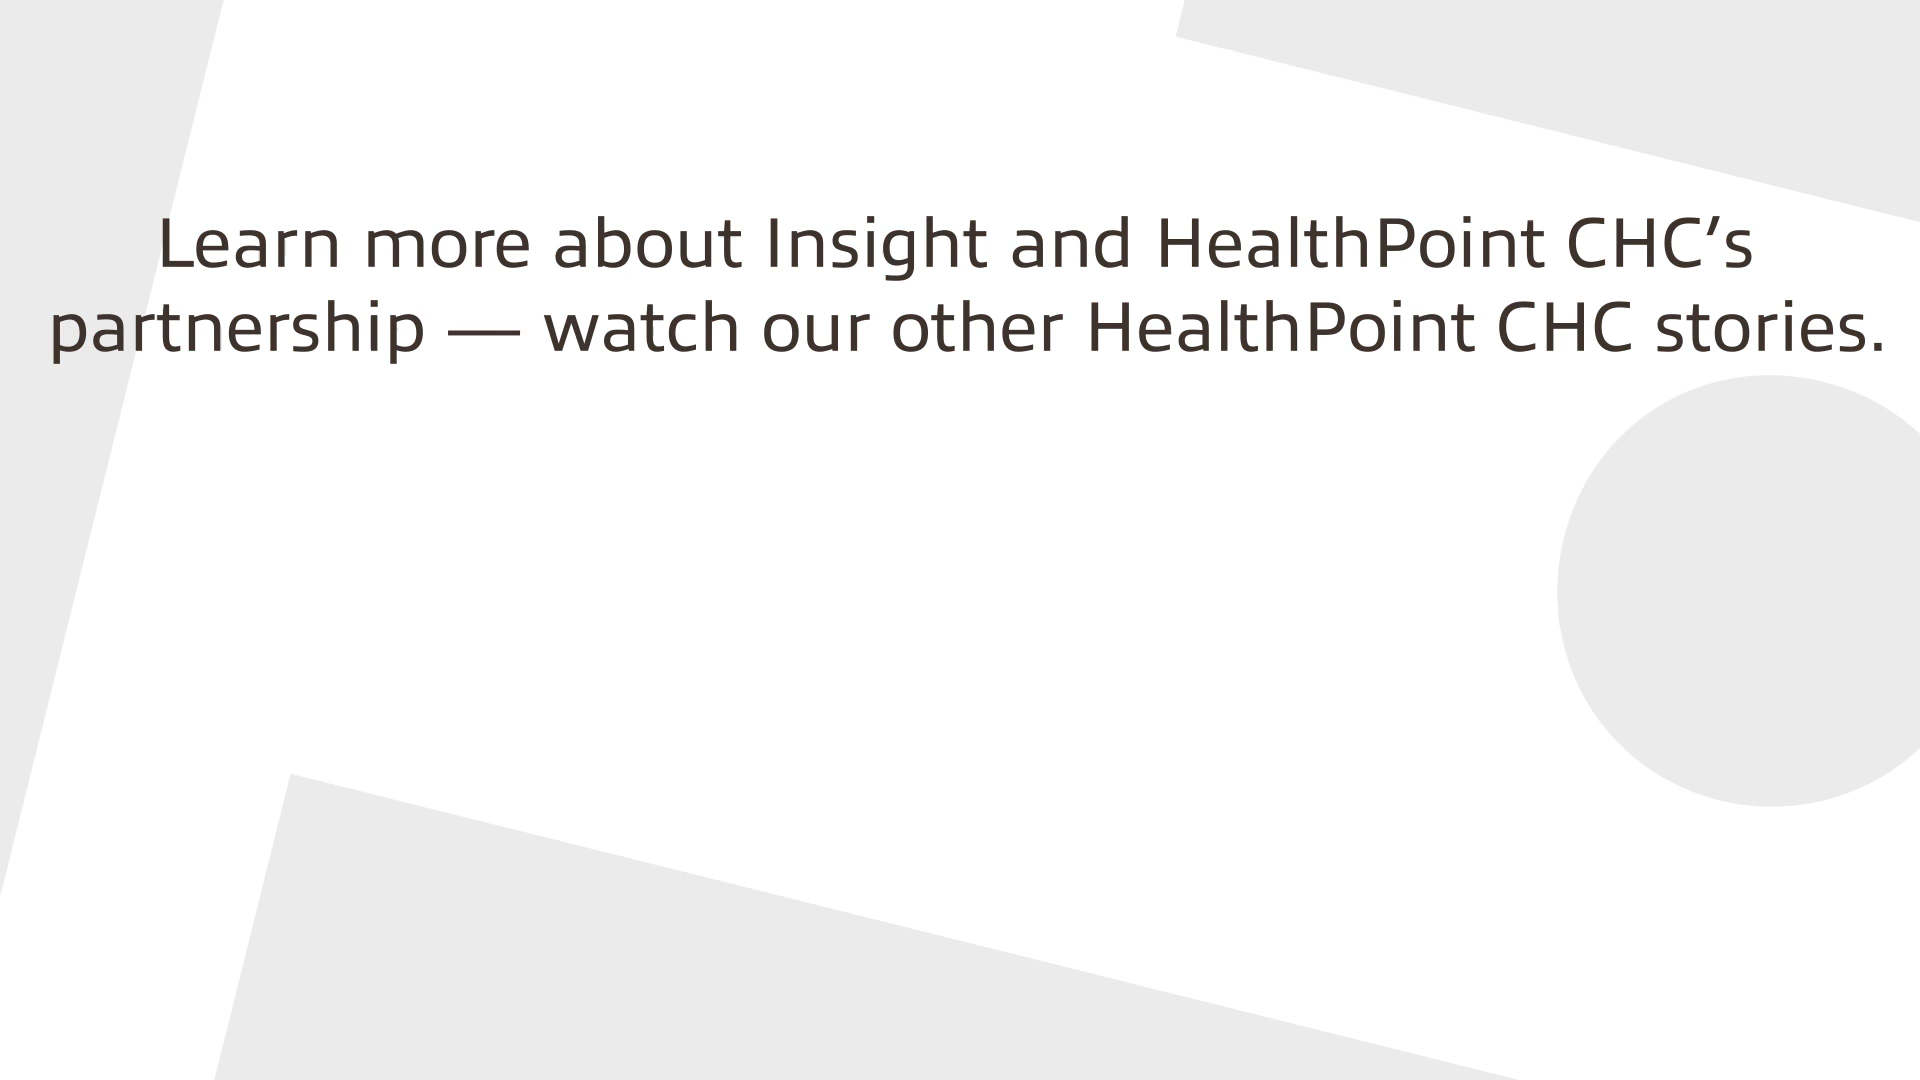 Learn more about Insight and HealthPoint CHC’s
partnership — watch our other HealthPoint CHC stories.